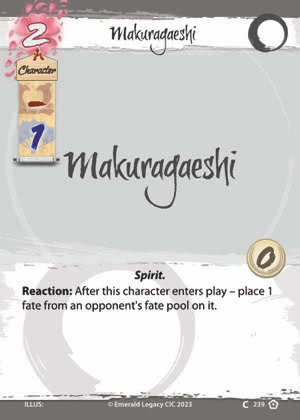 2
Makuragaeshi
Character
–
1
Makuragaeshi
0
Spirit.
Reaction: After this character enters play – place 1
fate from an opponent's fate pool on it.
ILLUS:
© Emerald Legacy CIC 2023
C 239